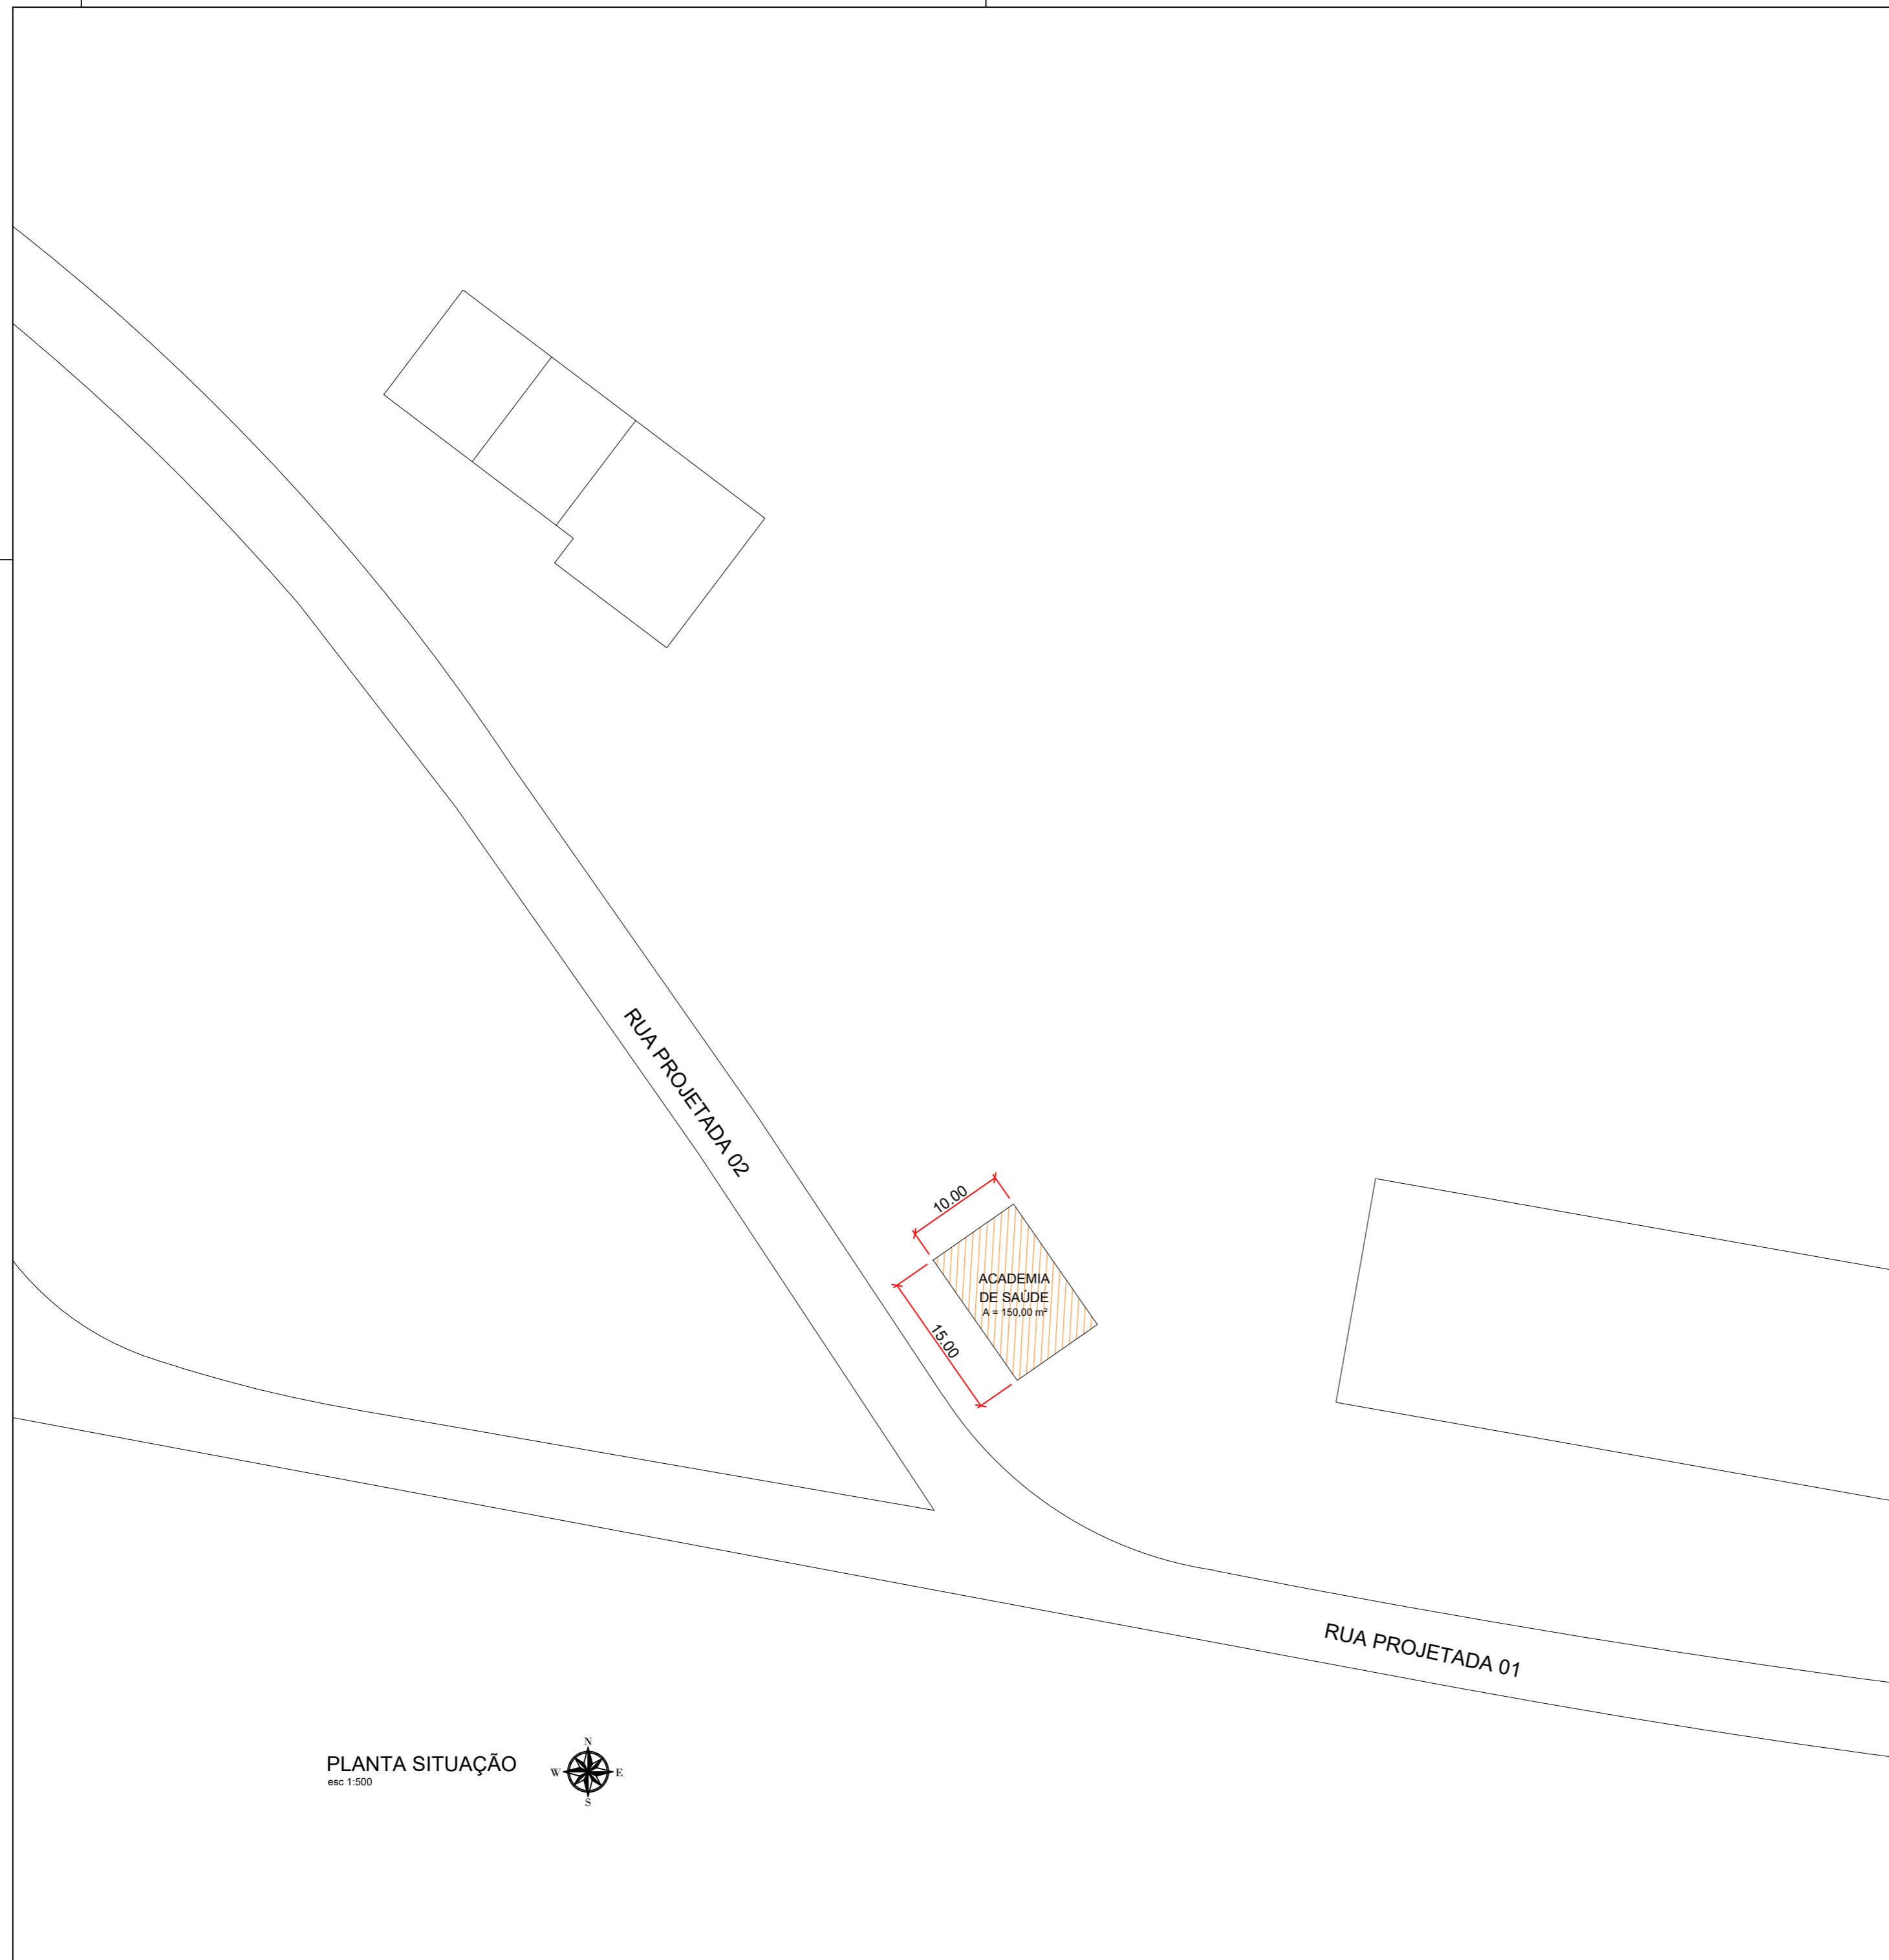 RUA PROJETADA 02
10.00
ACADEMIA
DE SAÚDE
A = 150,00 m²
15.00
RUA PROJETADA 01
PLANTA SITUAÇÃO
esc 1:500
N
W E
S